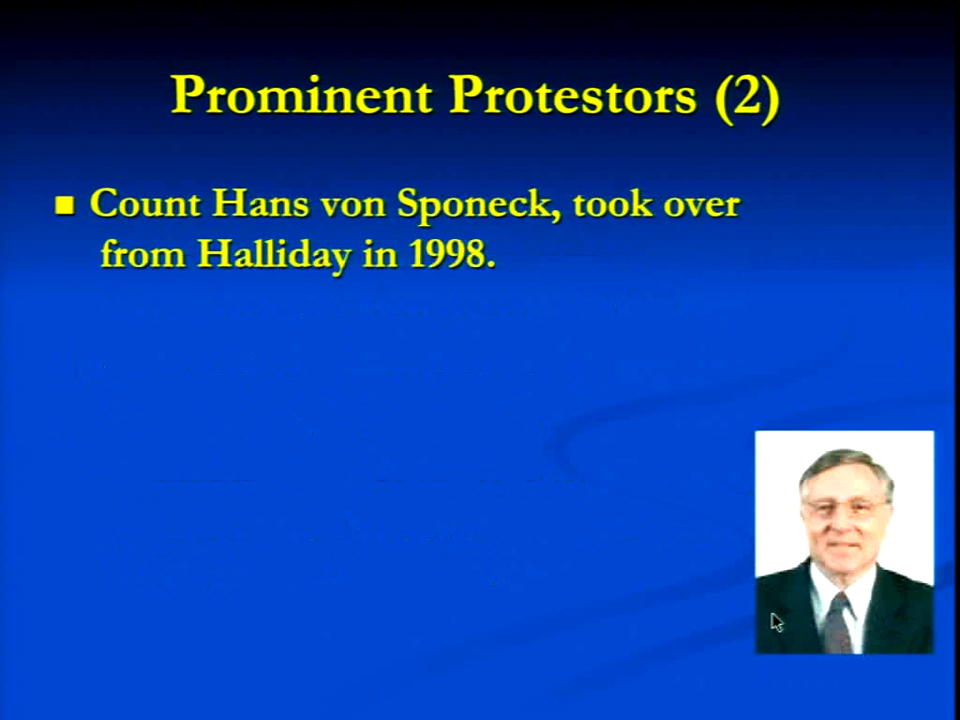 Prominent Protestors (2)
Count Hans von Sponeck, took over
from Halliday in 1998.